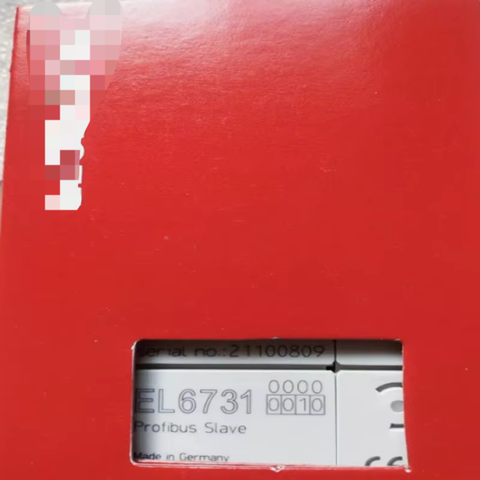 Serial no.:21100809
EL6731 0000
0010
Profibus Slave
Made in Germany